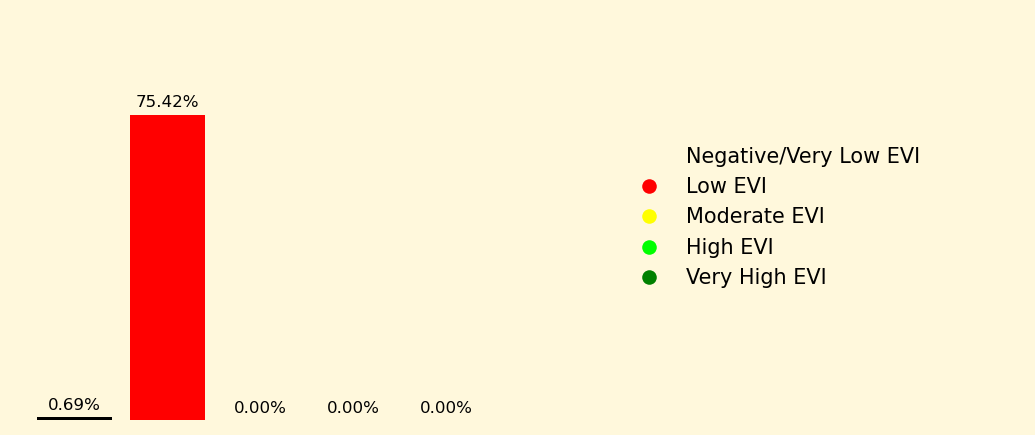 75.42%
0.69%
0.00%
0.00%
0.00%
Negative/Very Low EVI
Low EVI
Moderate EVI
High EVI
Very High EVI